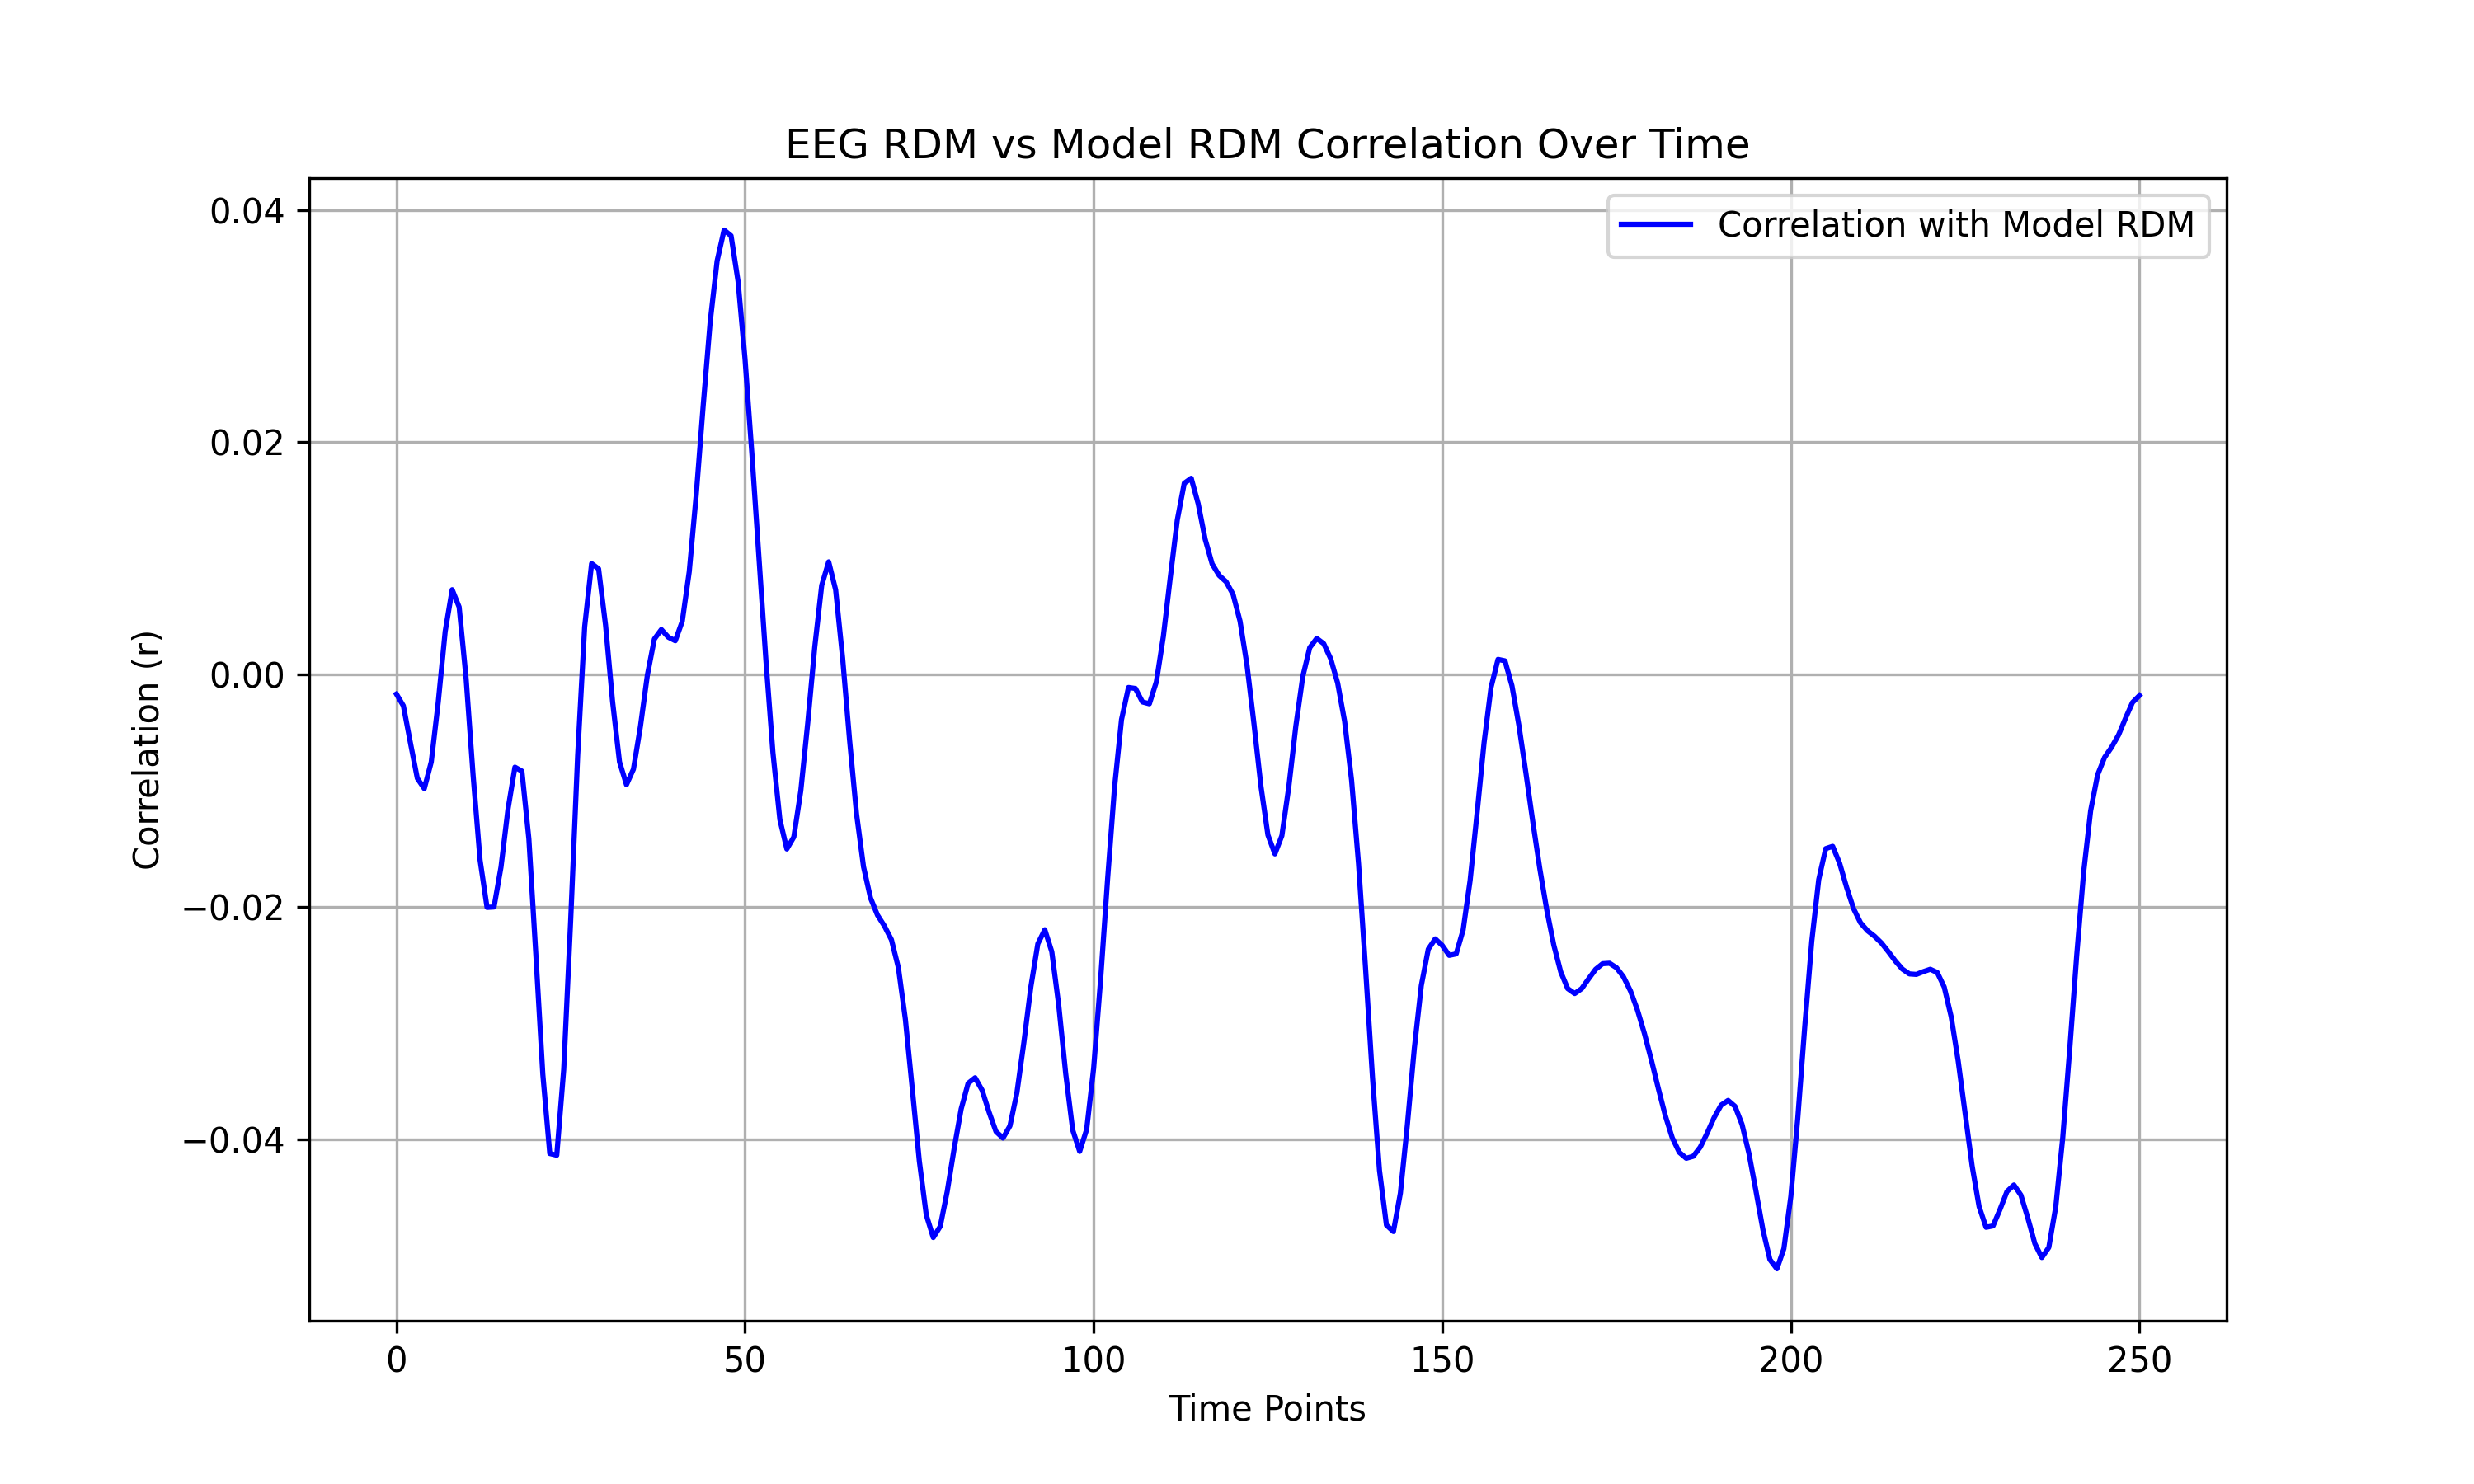 EEG RDM vs Model RDM Correlation Over Time
Correlation with Model RDM
Correlation (r)
0.04
0.02
0.00
−0.02
−0.04
0 50 100 150 200 250
Time Points